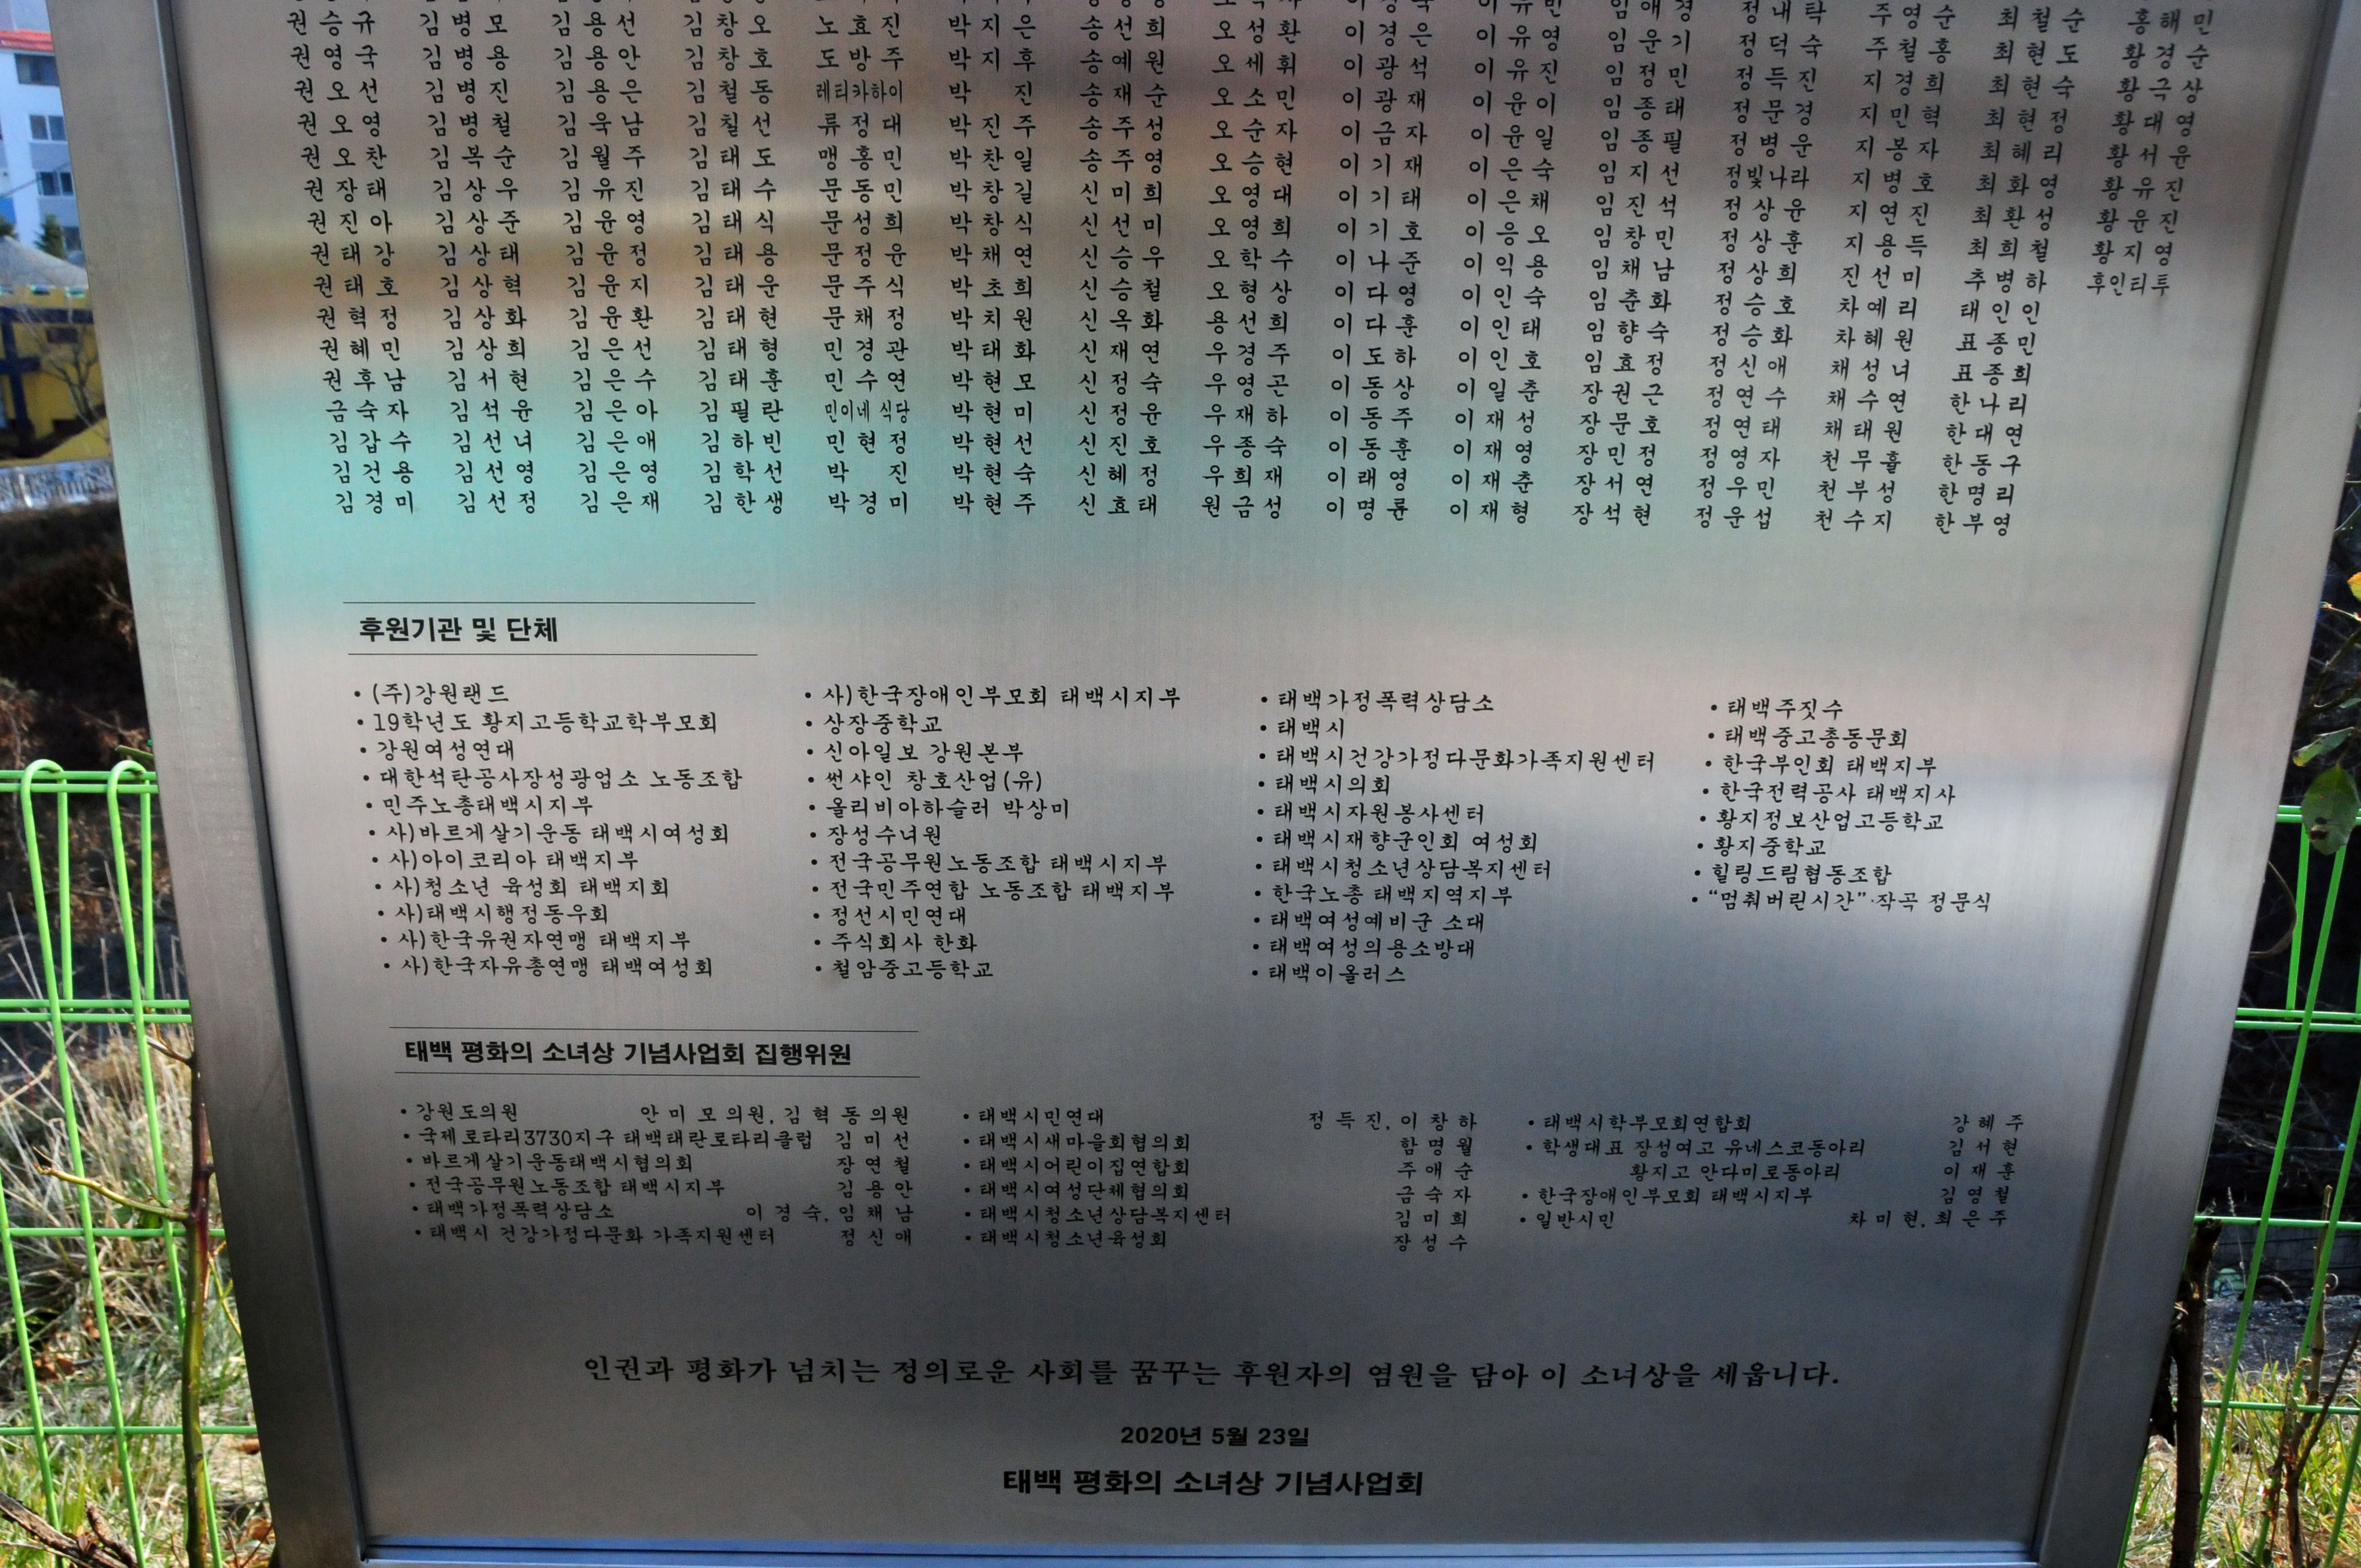 임애경 정내탁 주영순 최철순 홍해민
권승규 김병모 김용선 김창오 노효진 박지은 송선희 오성환 이경은 이유영 임운기 정덕숙 주철홍 최현도 황경순
권영국 김병용 김용안 김창호 도방주 박지후 송예원 오세휘 이광석 이유진 임정민 정득진 지경희 최현숙 황극상
권오선 김병진 김용은 김철동 레티카하이 박진 송재순 오소민 이광재 이윤이 임종태 정문경 지민혁 최현정 황대영
권오영 김병철 김욱남 김칠선 류정대 박진주 송주성 오순자 이금자 이윤일 임종필 정병운 지봉자 최혜리 황서윤
권오찬 김복순 김월주 김태도 맹홍민 박찬일 송주영 오승현 이기재 이은숙 임지선 정빛나라 지병호 최화영 황유진
권장태 김상우 김유진 김태수 문동민 박창길 신미희 오영대 이기태 이은채 임진석 정상윤 지연진 최환성 황윤진
권진아 김상준 김윤영 김태식 문성희 박창식 신선미 오영희 이기호 이응오 임창민 정상훈 지용득 최희철 황지영
권태강 김상태 김윤정 김태용 문정윤 박채연 신승우 오학수 이나준 이익용 임채남 정상희 진선미 추병하 후인티투
권태호 김상혁 김윤지 김태운 문주식 박초희 신승철 오형상 이다영 이인숙 임춘화 정승호 차예리 태인인
권혁정 김상화 김윤환 김태현 문채정 박치원 신옥화 용선희 이다훈 이인태 임향숙 정승화 차혜원 표종민
권혜민 김상희 김은선 김태형 민경관 박태화 신재연 우경주 이도하 이인호 임효정 정신애 채성녀 표종희
권후남 김서현 김은수 김태훈 민수연 박현모 신정숙 우영곤 이동상 이일춘 장권근 정연수 채수연 한나리
금숙자 김석윤 김은아 김필란 민이네 식당 박현미 신정윤 우재하 이동주 이재성 장문호 정연태 채태원 한대연
김갑수 김선녀 김은애 김하빈 민현정 박현선 신진호 우종숙 이동훈 이재영 장민정 정영자 천무휼 한동구
김건용 김선영 김은영 김학선 박진 박현숙 신혜정 우희재 이래영 이재춘 장서연 정우민 천부성 한명리
김경미 김선정 김은재 김한생 박경미 박현주 신효태 원금성 이명륜 이재형 장석현 정운섭 천수지 한부영
후원기관 및 단체
• (주)강원랜드
• 19학년도 황지고등학교학부모회
• 강원여성연대
• 대한석탄공사장성광업소 노동조합
• 민주노총태백시지부
• 사)바르게살기운동 태백시여성회
• 사)아이코리아 태백지부
• 사)청소년 육성회 태백지회
• 사)태백시행정동우회
• 사)한국유권자연맹 태백지부
• 사)한국자유총연맹 태백여성회
• 사)한국장애인부모회 태백시지부
• 상장중학교
• 신아일보 강원본부
• 썬샤인 창호산업(유)
• 올리비아하슬러 박상미
• 장성수녀원
• 전국공무원노동조합 태백시지부
• 전국민주연합 노동조합 태백지부
• 정선시민연대
• 주식회사 한화
• 철암중고등학교
• 태백가정폭력상담소
• 태백시
• 태백시건강가정다문화가족지원센터
• 태백시의회
• 태백시자원봉사센터
• 태백시재향군인회 여성회
• 태백시청소년상담복지센터
• 한국노총 태백지역지부
• 태백여성예비군 소대
• 태백여성의용소방대
• 태백이올러스
• 태백주짓수
• 태백중고총동문회
• 한국부인회 태백지부
• 한국전력공사 태백지사
• 황지정보산업고등학교
• 황지중학교
• 힐링드림협동조합
• “멈춰버린시간”·작곡 정문식
태백 평화의 소녀상 기념사업회 집행위원
• 강원도의원 안미모의원, 김혁동의원
• 국제로타리3730지구 태백태란로타리클럽 김미선
• 바르게살기운동태백시협의회 장연철
• 전국공무원노동조합 태백시지부 김용안
• 태백가정폭력상담소 이경숙, 임채남
• 태백시 건강가정다문화 가족지원센터 정신애
• 태백시민연대 정득진, 이창하
• 태백시새마을회협의회 함명월
• 태백시어린이집연합회 주애순
• 태백시여성단체협의회 금숙자
• 태백시청소년상담복지센터 김미희
• 태백시청소년육성회 장성수
• 태백시학부모회연합회 강혜주
• 학생대표 장성여고 유네스코동아리 김서현
황지고 안다미로동아리 이재훈
• 한국장애인부모회 태백시지부 김영철
• 일반시민 차미현, 최은주
인권과 평화가 넘치는 정의로운 사회를 꿈꾸는 후원자의 염원을 담아 이 소녀상을 세웁니다.
2020년 5월 23일
태백 평화의 소녀상 기념사업회